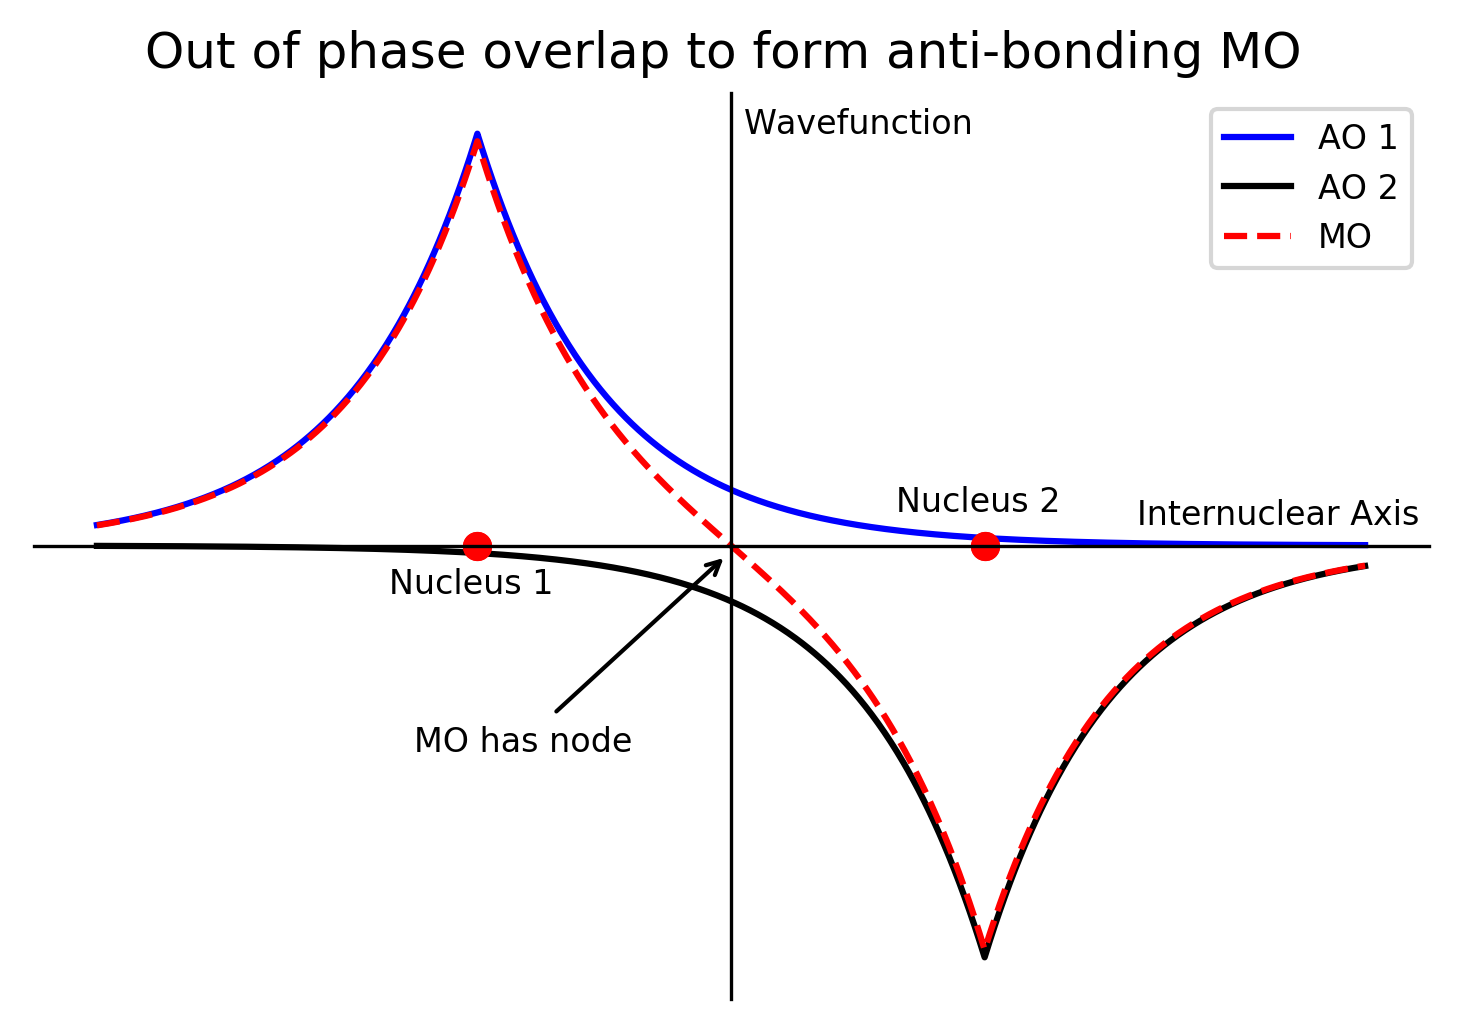 Out of phase overlap to form anti-bonding MO
Wavefunction
AO 1
AO 2
MO
Nucleus 2
Internuclear Axis
Nucleus 1
MO has node